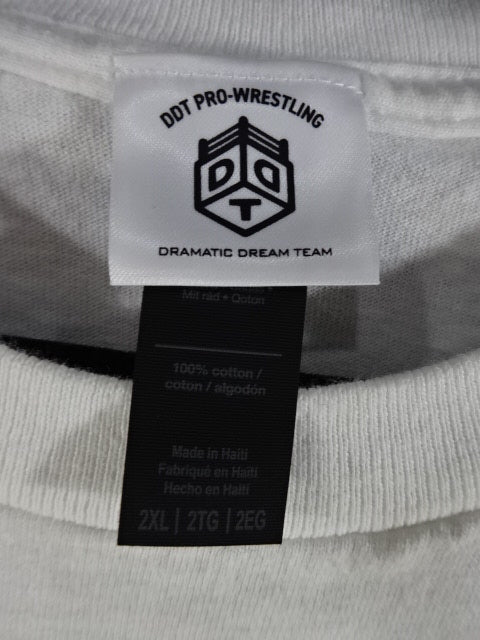 DDT PRO-WRESTLING
D D
T
DRAMATIC DREAM TEAM
100% cotton /
coton / algodón
Made in Haiti
Fabriqué en Haïti
Hecho en Haití
2XL | 2TG | 2EG